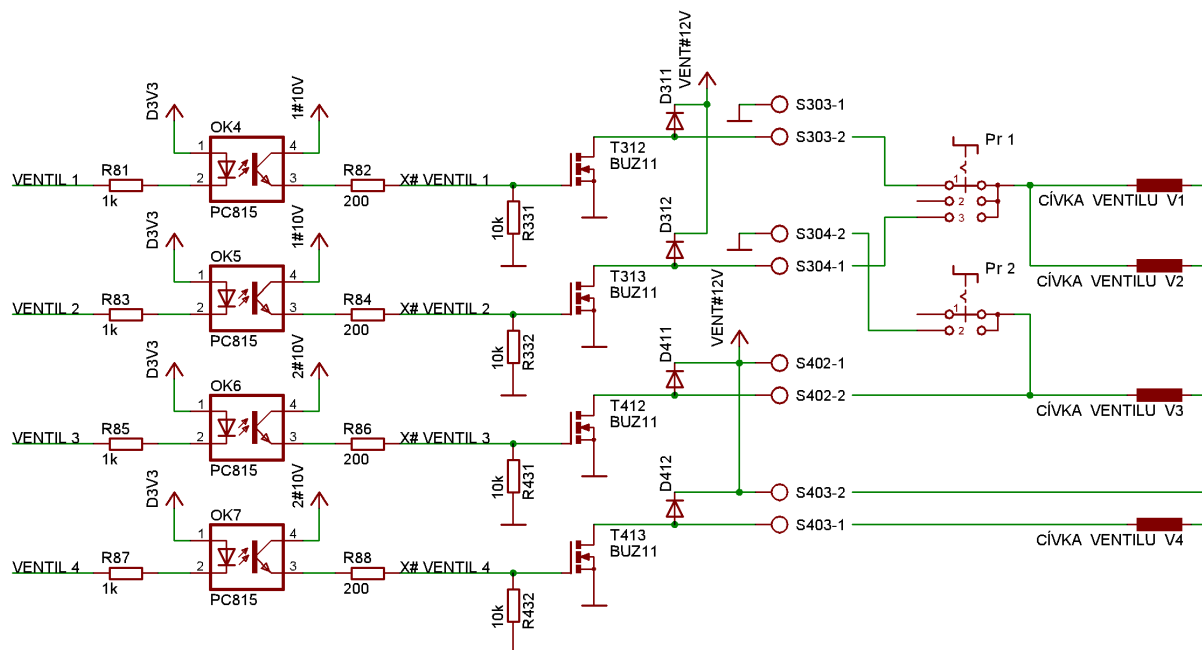 VENT#12V
D3V3
1#10V
D311
S303-1
OK4
1
4
S303-2
Pr 1
T312
BUZ11
VENTIL 1
R81
2
3
R82
X# VENTIL 1
1
1k
PC815
200
10k
R331
2
3
CÍVKA VENTILU V1
D3V3
1#10V
D312
S304-2
OK5
1
4
S304-1
Pr 2
T313
BUZ11
CÍVKA VENTILU V2
VENTIL 2
R83
2
3
R84
X# VENTIL 2
1
2
1k
PC815
200
10k
R332
VENT#12V
D3V3
2#10V
D411
S402-1
OK6
1
4
S402-2
T412
BUZ11
CÍVKA VENTILU V3
VENTIL 3
R85
2
3
R86
X# VENTIL 3
1k
PC815
200
10k
R431
D3V3
2#10V
D412
S403-2
OK7
1
4
S403-1
T413
BUZ11
CÍVKA VENTILU V4
VENTIL 4
R87
2
3
R88
X# VENTIL 4
1k
PC815
200
10k
R432